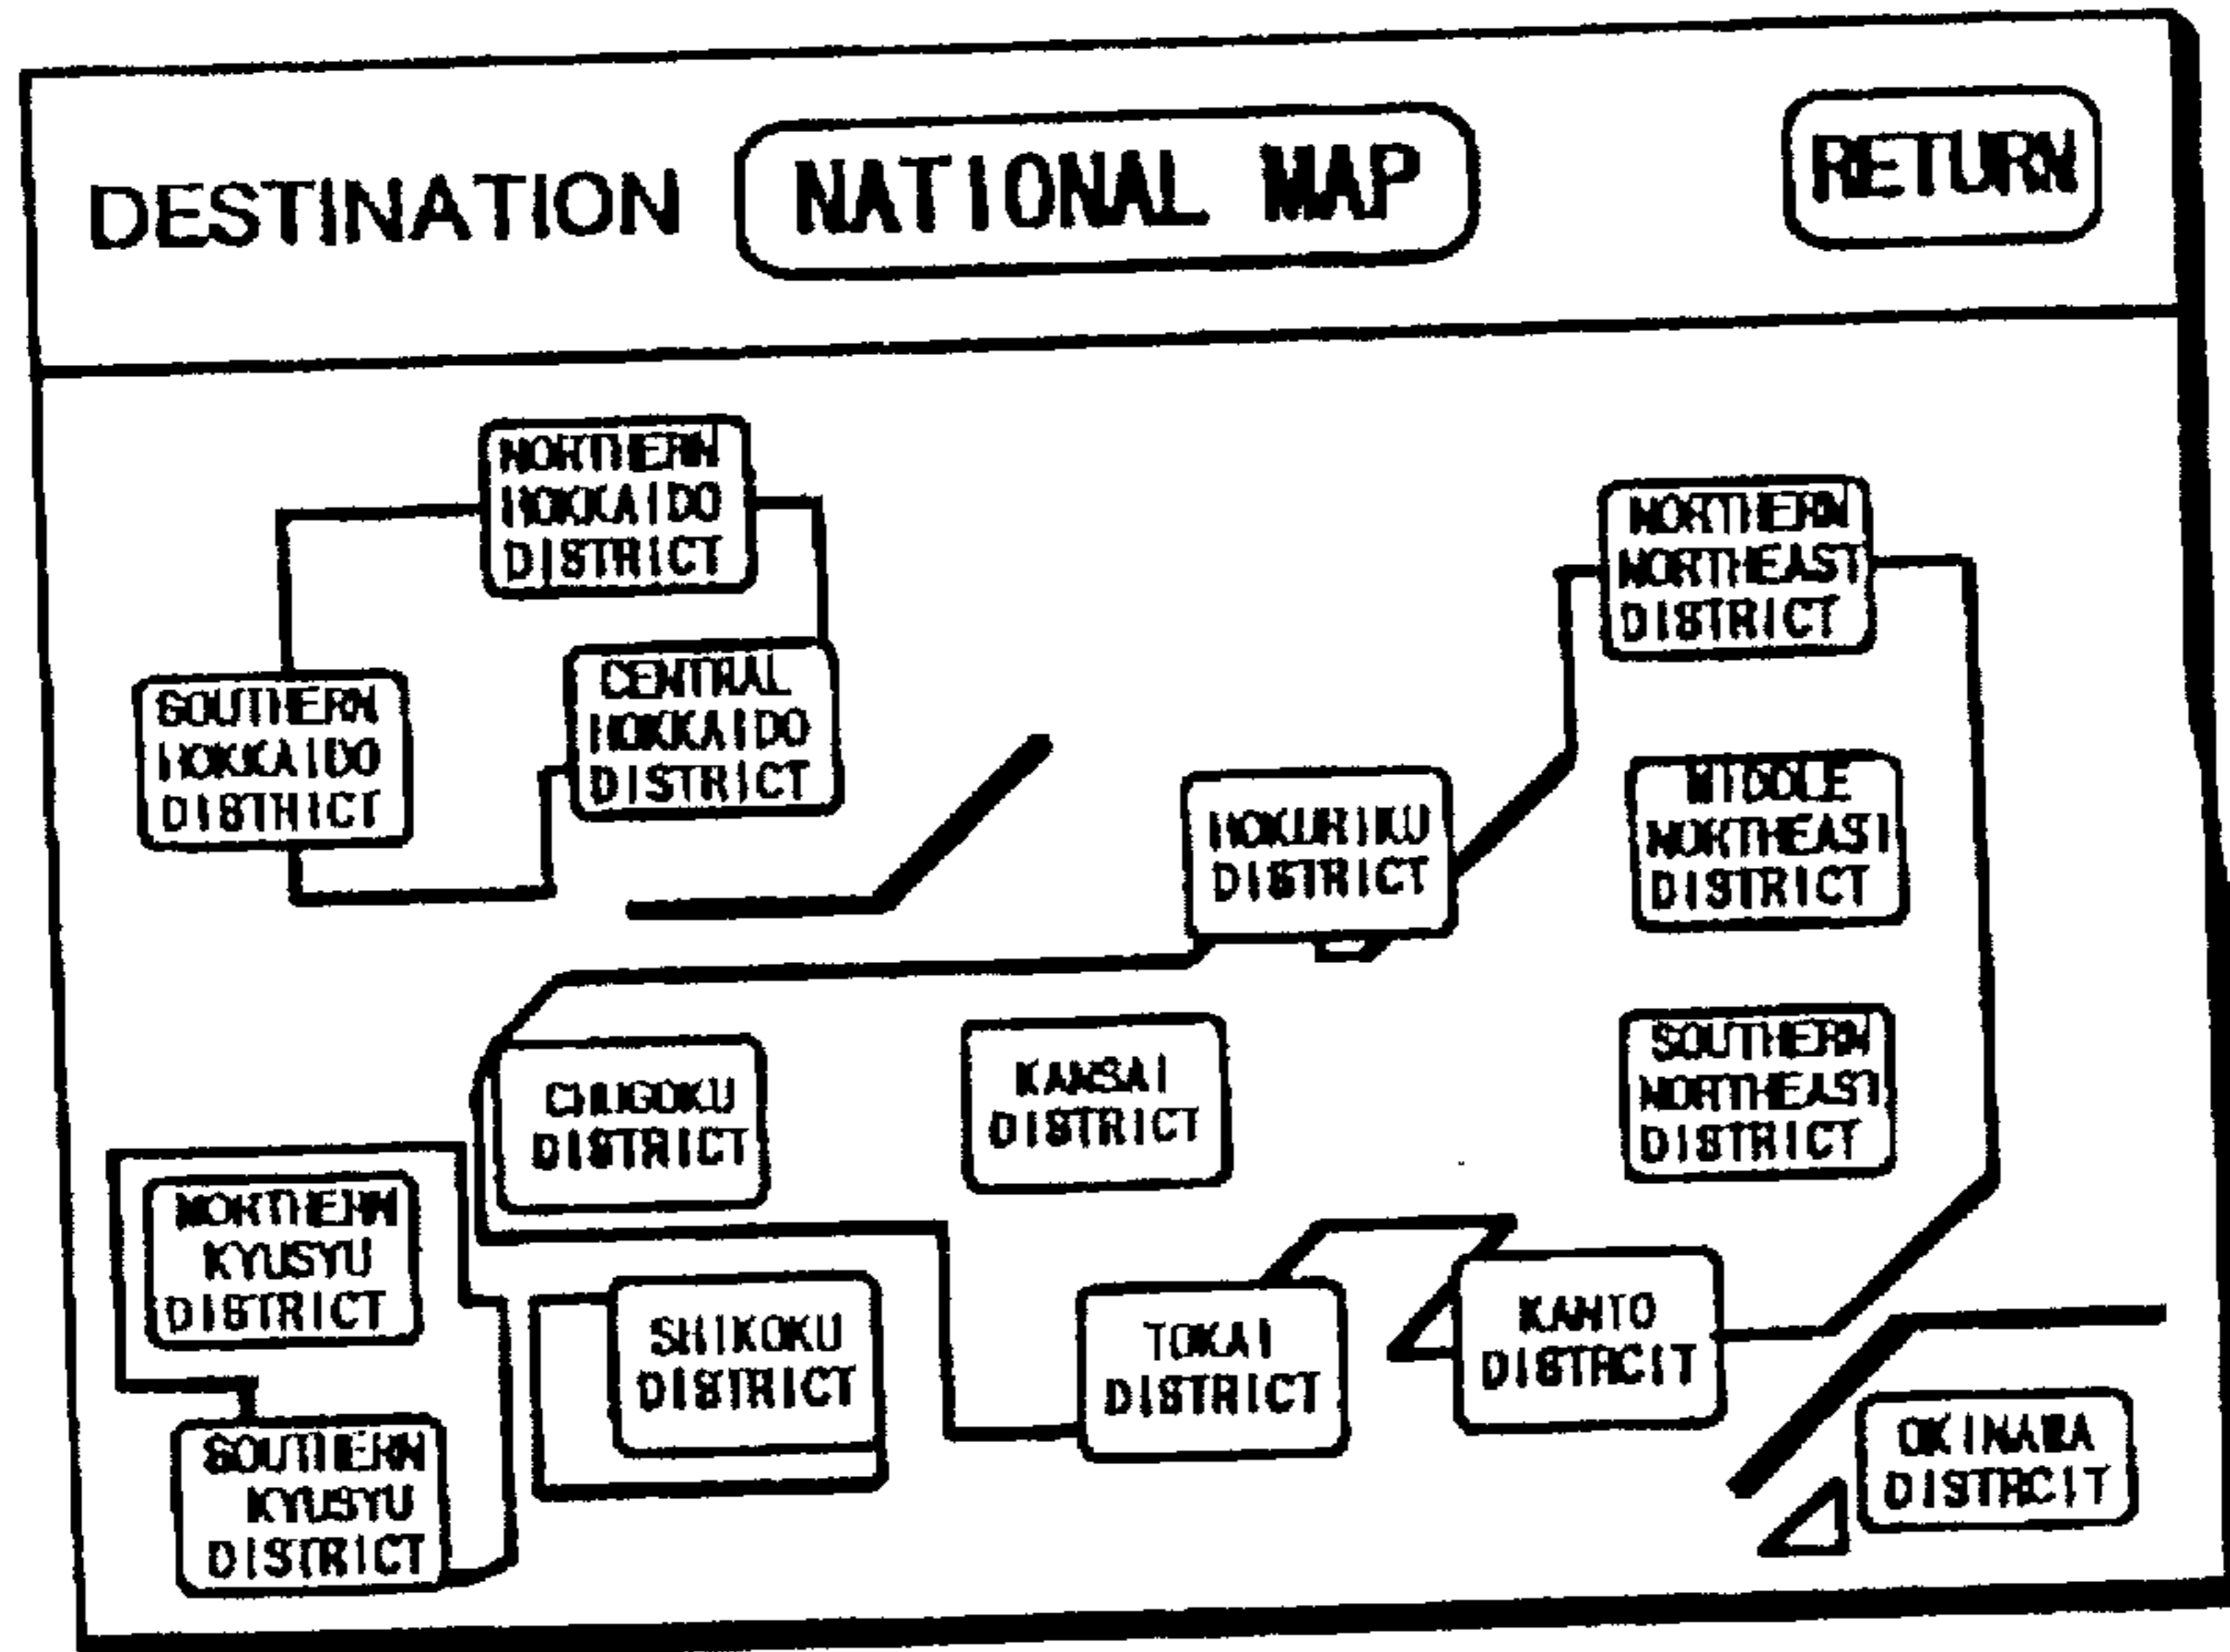 DESTINATION NATIONAL MAP RETURN
NORTHERN
HOKKAIDO
DISTRICT
NORTHERN
NORTHEAST
DISTRICT
SOUTHERN
HOKKAIDO
DISTRICT
CENTRAL
HOKKAIDO
DISTRICT
HOKURIKU
DISTRICT
MIDDLE
NORTHEAST
DISTRICT
CHUGOKU
DISTRICT
KANSAI
DISTRICT
SOUTHERN
NORTHEAST
DISTRICT
NORTHERN
KYUSYU
DISTRICT
SHIKOKU
DISTRICT
TOKAI
DISTRICT
KANTO
DISTRCIT
SOUTHERN
KYUSYU
DISTRICT
OKINAWA
DISTRCIT